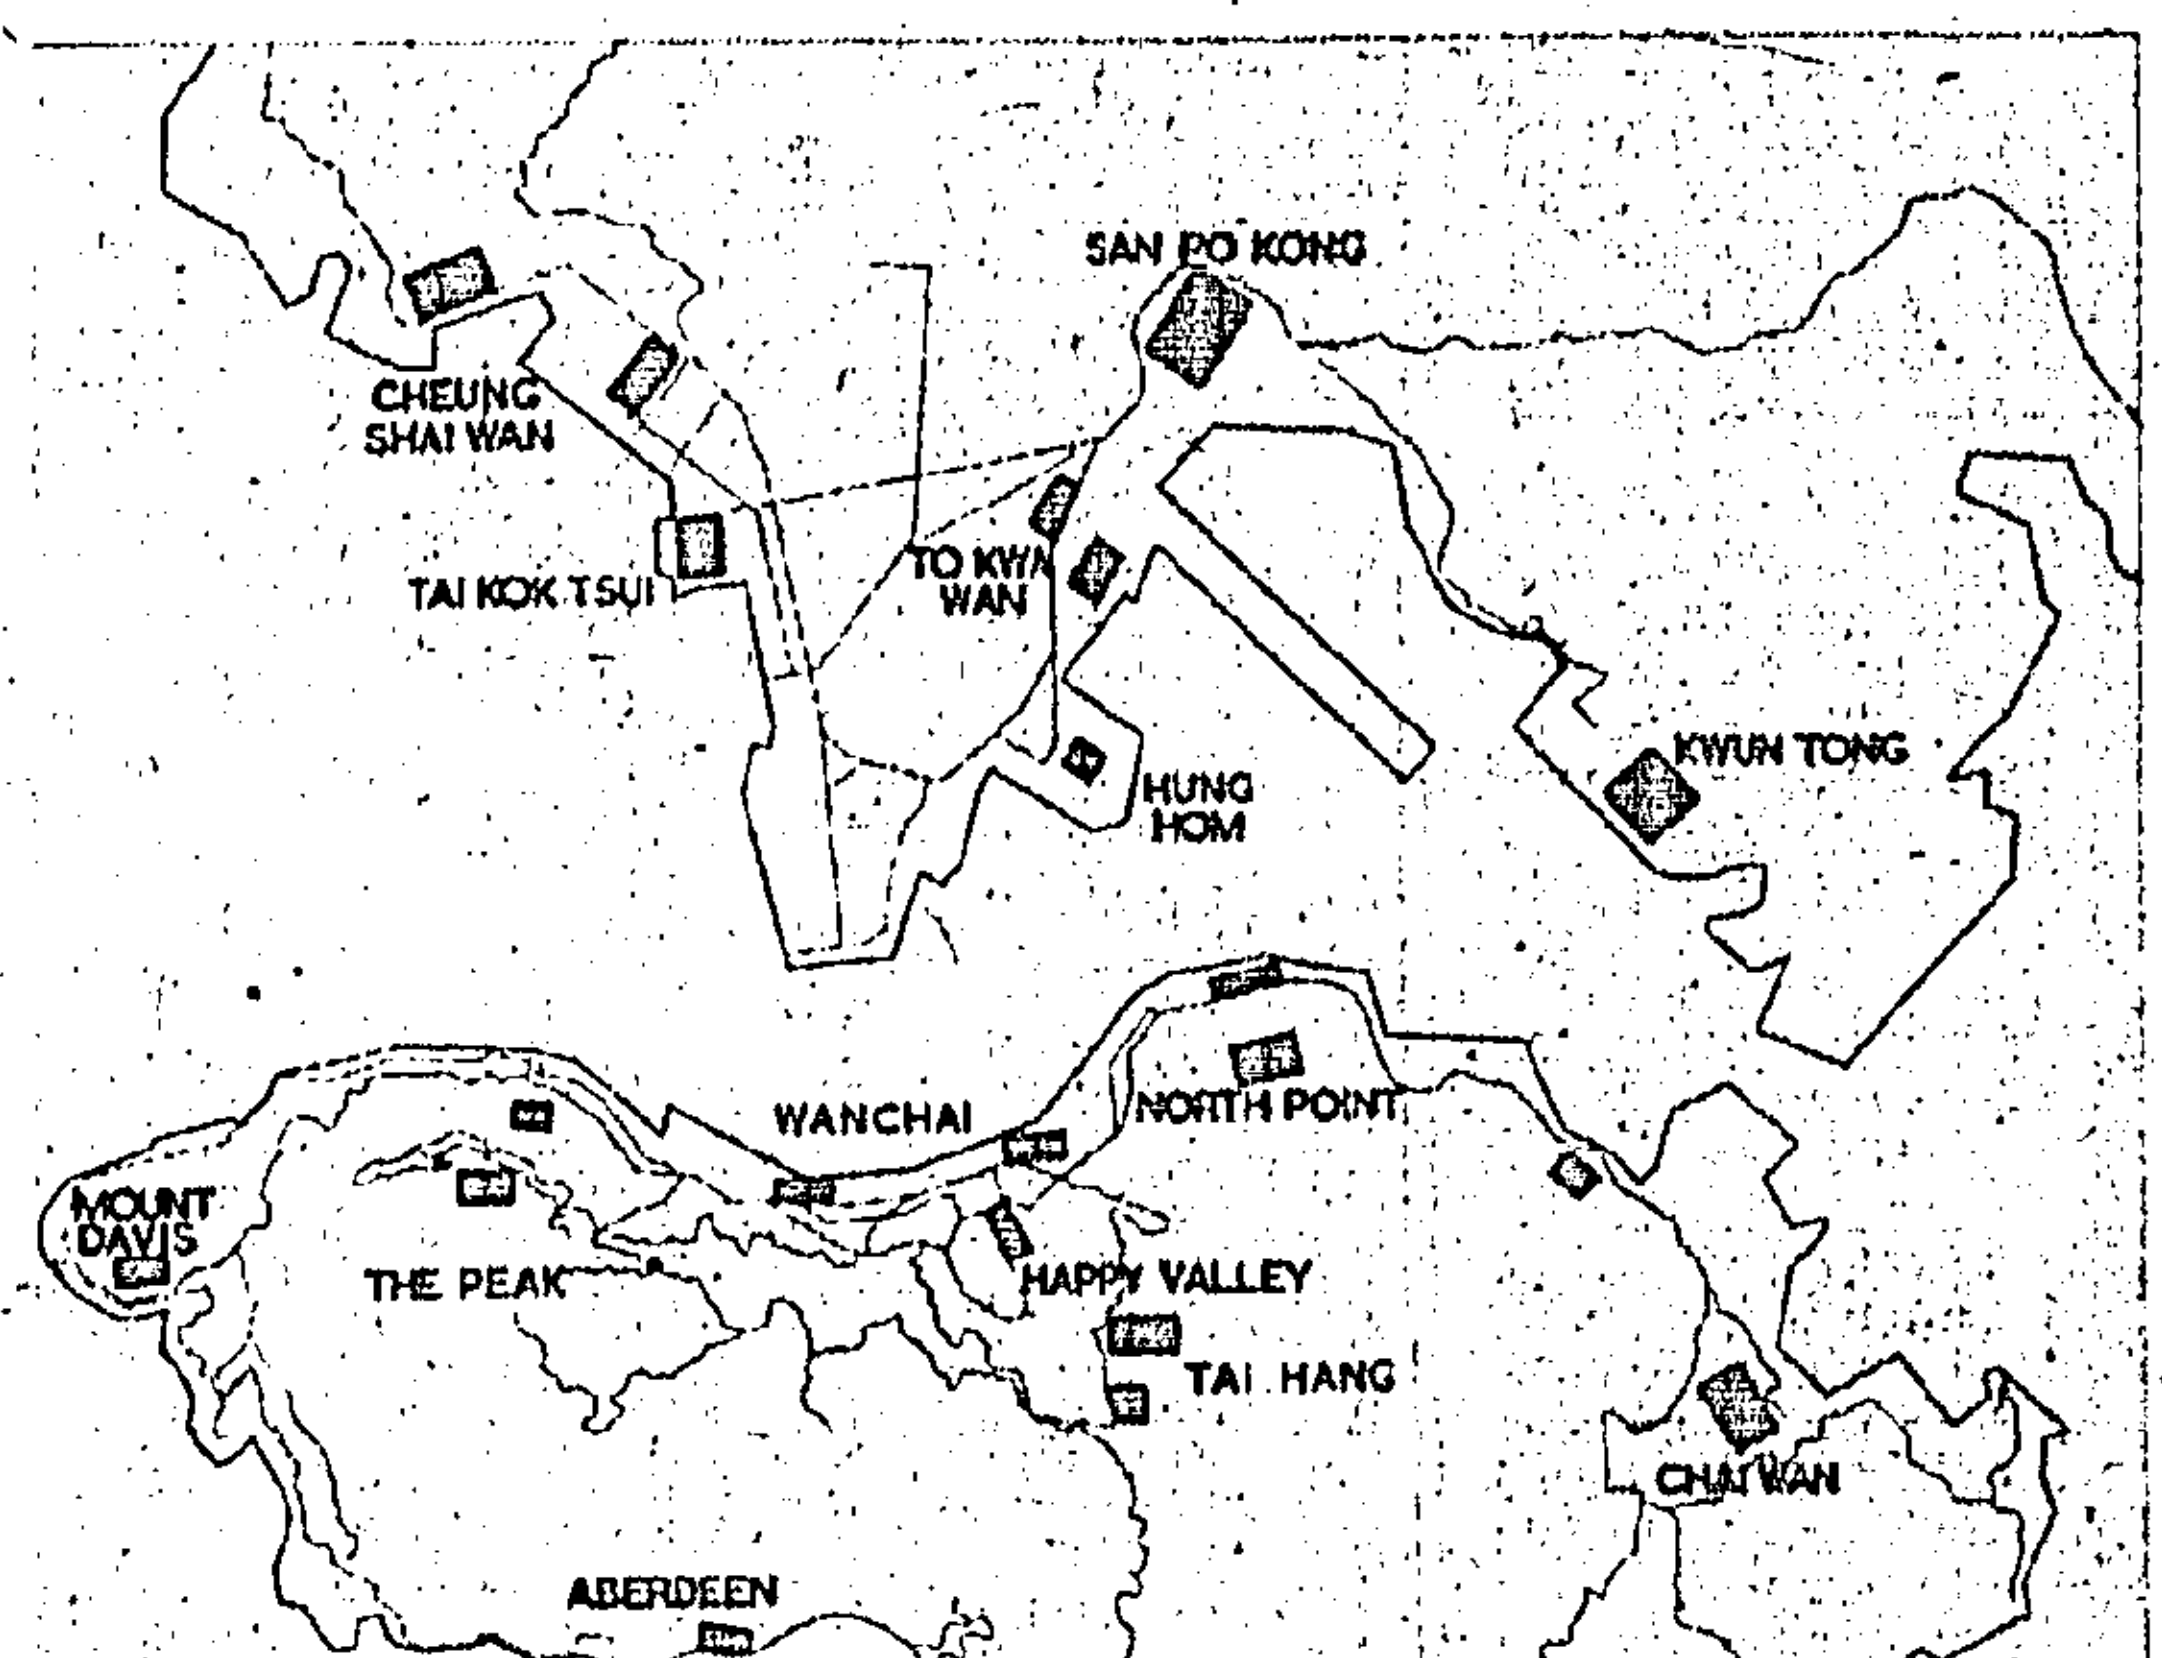 SAN PO KONG
CHEUNG
SHAI WAN
TAI KOK TSUI
TO KWA
WAN
KWUN TONG
HUNG
HOM
WANCHAI
NORTH POINT
MOUNT
DAVIS
THE PEAK
HAPPY VALLEY
TAI HANG
CHAI WAN
ABERDEEN